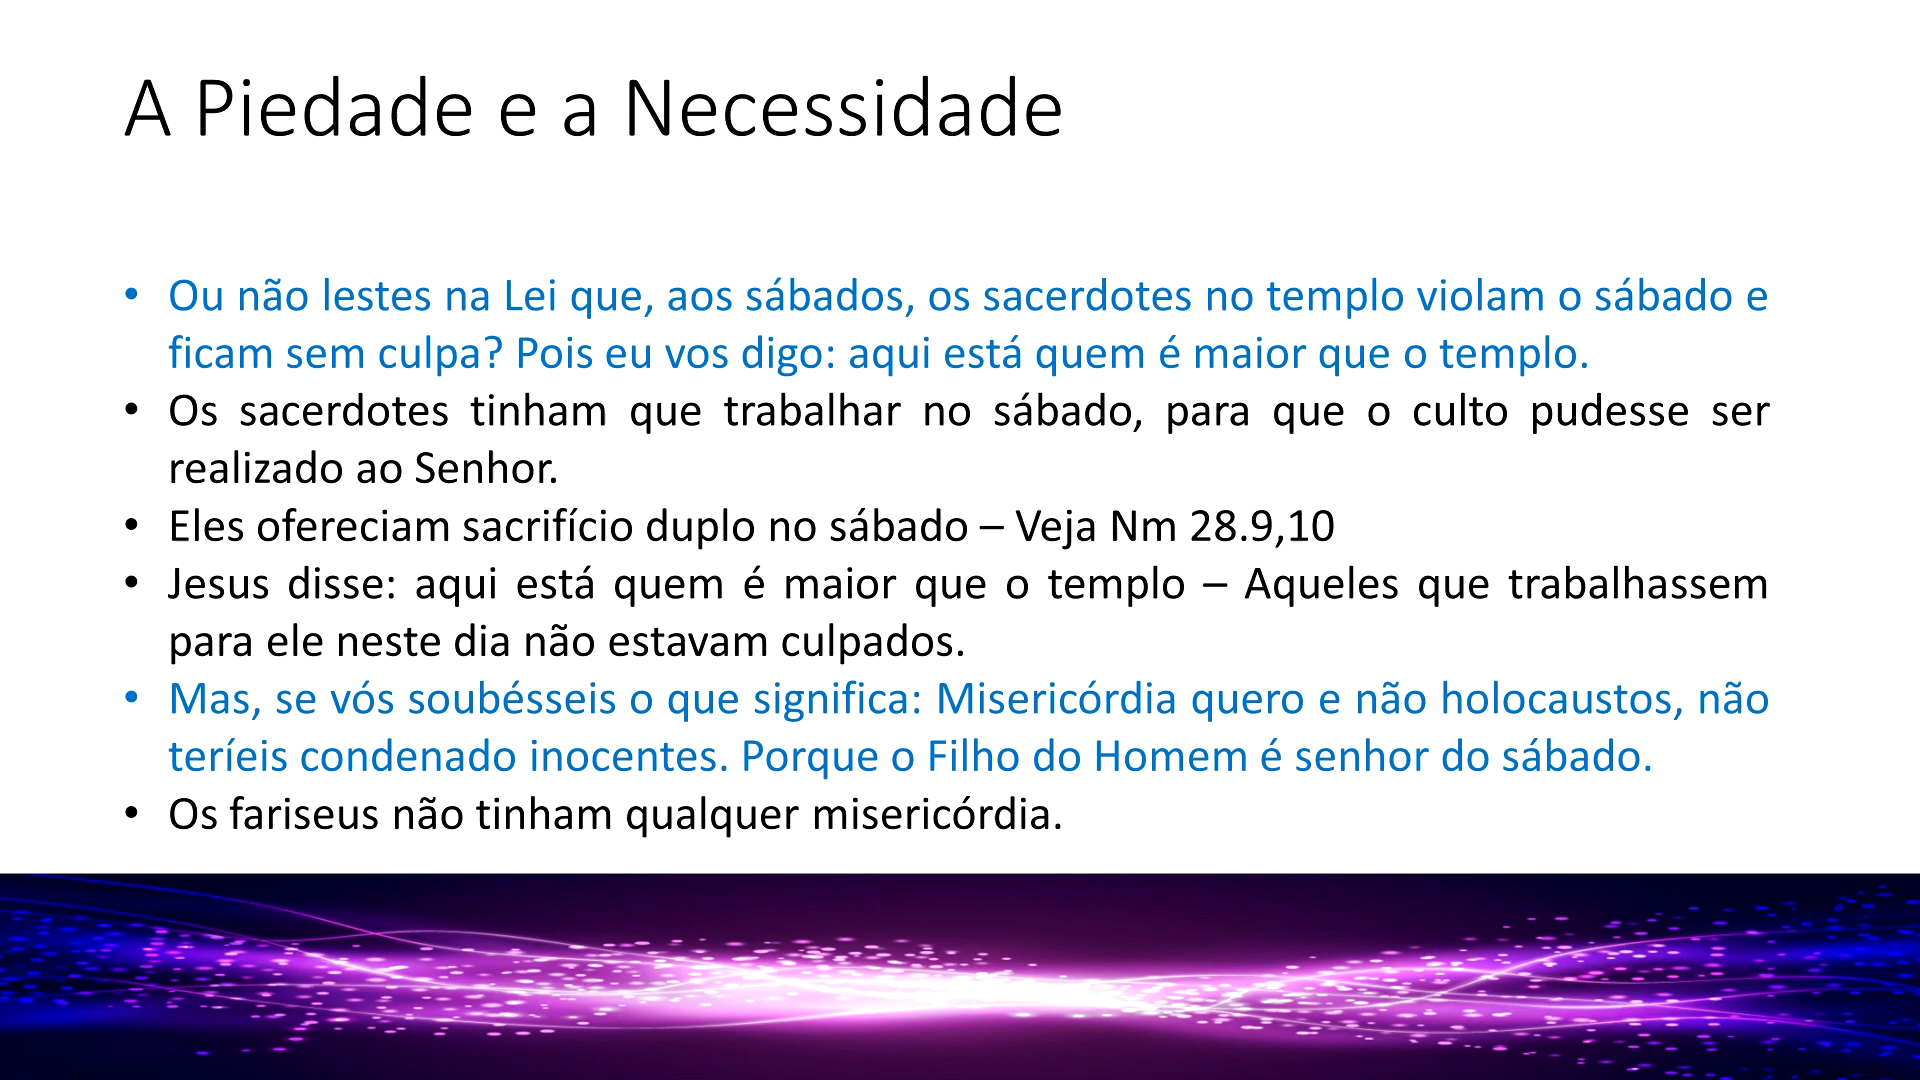 A Piedade e a Necessidade
• Ou não lestes na Lei que, aos sábados, os sacerdotes no templo violam o sábado e
ficam sem culpa? Pois eu vos digo: aqui está quem é maior que o templo.
• Os sacerdotes tinham que trabalhar no sábado, para que o culto pudesse ser
realizado ao Senhor.
• Eles ofereciam sacrifício duplo no sábado – Veja Nm 28.9,10
• Jesus disse: aqui está quem é maior que o templo – Aqueles que trabalhassem
para ele neste dia não estavam culpados.
• Mas, se vós soubésseis o que significa: Misericórdia quero e não holocaustos, não
teríeis condenado inocentes. Porque o Filho do Homem é senhor do sábado.
• Os fariseus não tinham qualquer misericórdia.